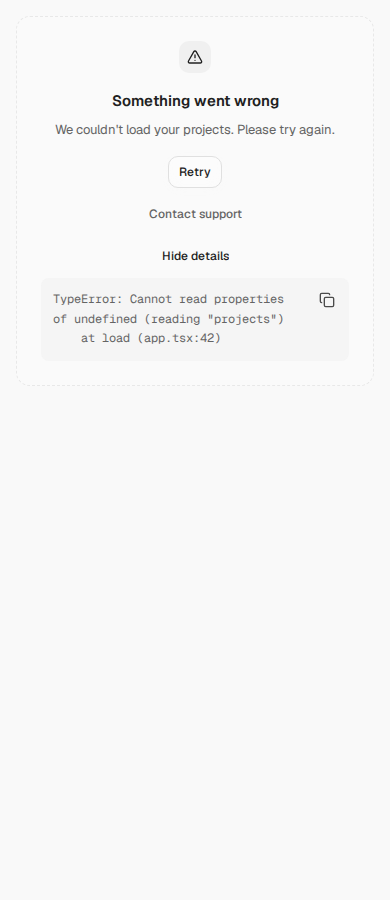 Something went wrong
We couldn't load your projects. Please try again.
Retry
Contact support
Hide details
TypeError: Cannot read properties
of undefined (reading "projects")
    at load (app.tsx:42)